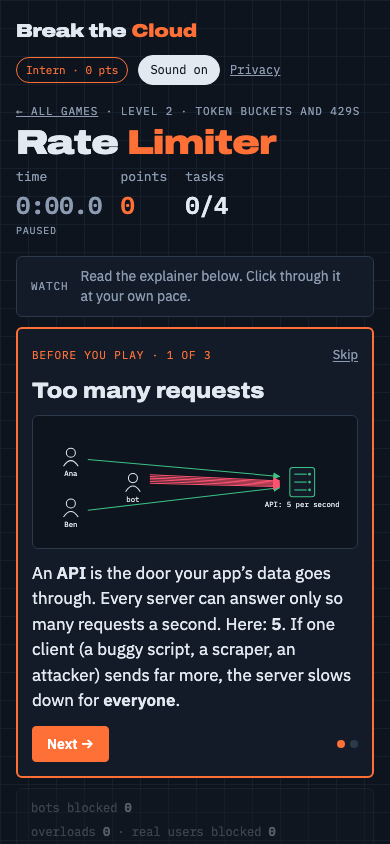 Break the Cloud
Intern · 0 pts
Sound on
Privacy
← ALL GAMES · LEVEL 2 · TOKEN BUCKETS AND 429S
Rate Limiter
time points tasks
0:00.0 0 0/4
PAUSED
WATCH
Read the explainer below. Click through it
at your own pace.
BEFORE YOU PLAY · 1 OF 3
Skip
Too many requests
Ana
bot
Ben
API: 5 per second
An API is the door your app’s data goes
through. Every server can answer only so
many requests a second. Here: 5. If one
client (a buggy script, a scraper, an
attacker) sends far more, the server slows
down for everyone.
Next →
bots blocked 0
overloads 0 · real users blocked 0